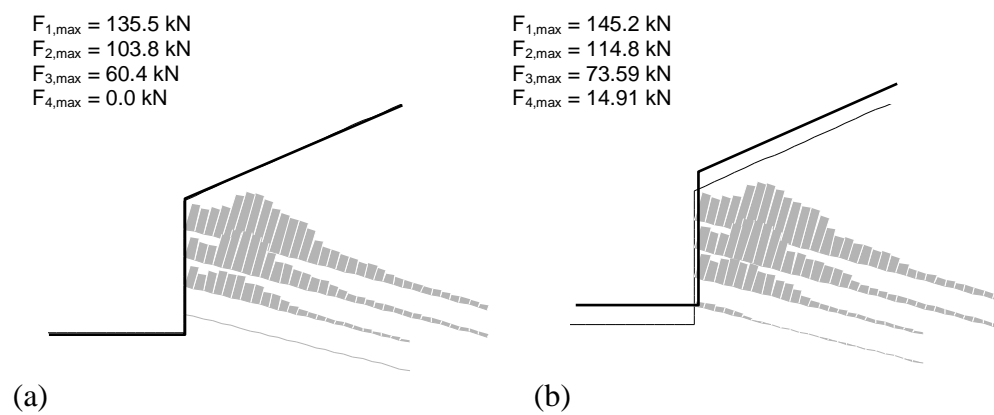 F1,max = 135.5 kN
F2,max = 103.8 kN
F3,max = 60.4 kN
F4,max = 0.0 kN
F1,max = 145.2 kN
F2,max = 114.8 kN
F3,max = 73.59 kN
F4,max = 14.91 kN
(a)
(b)